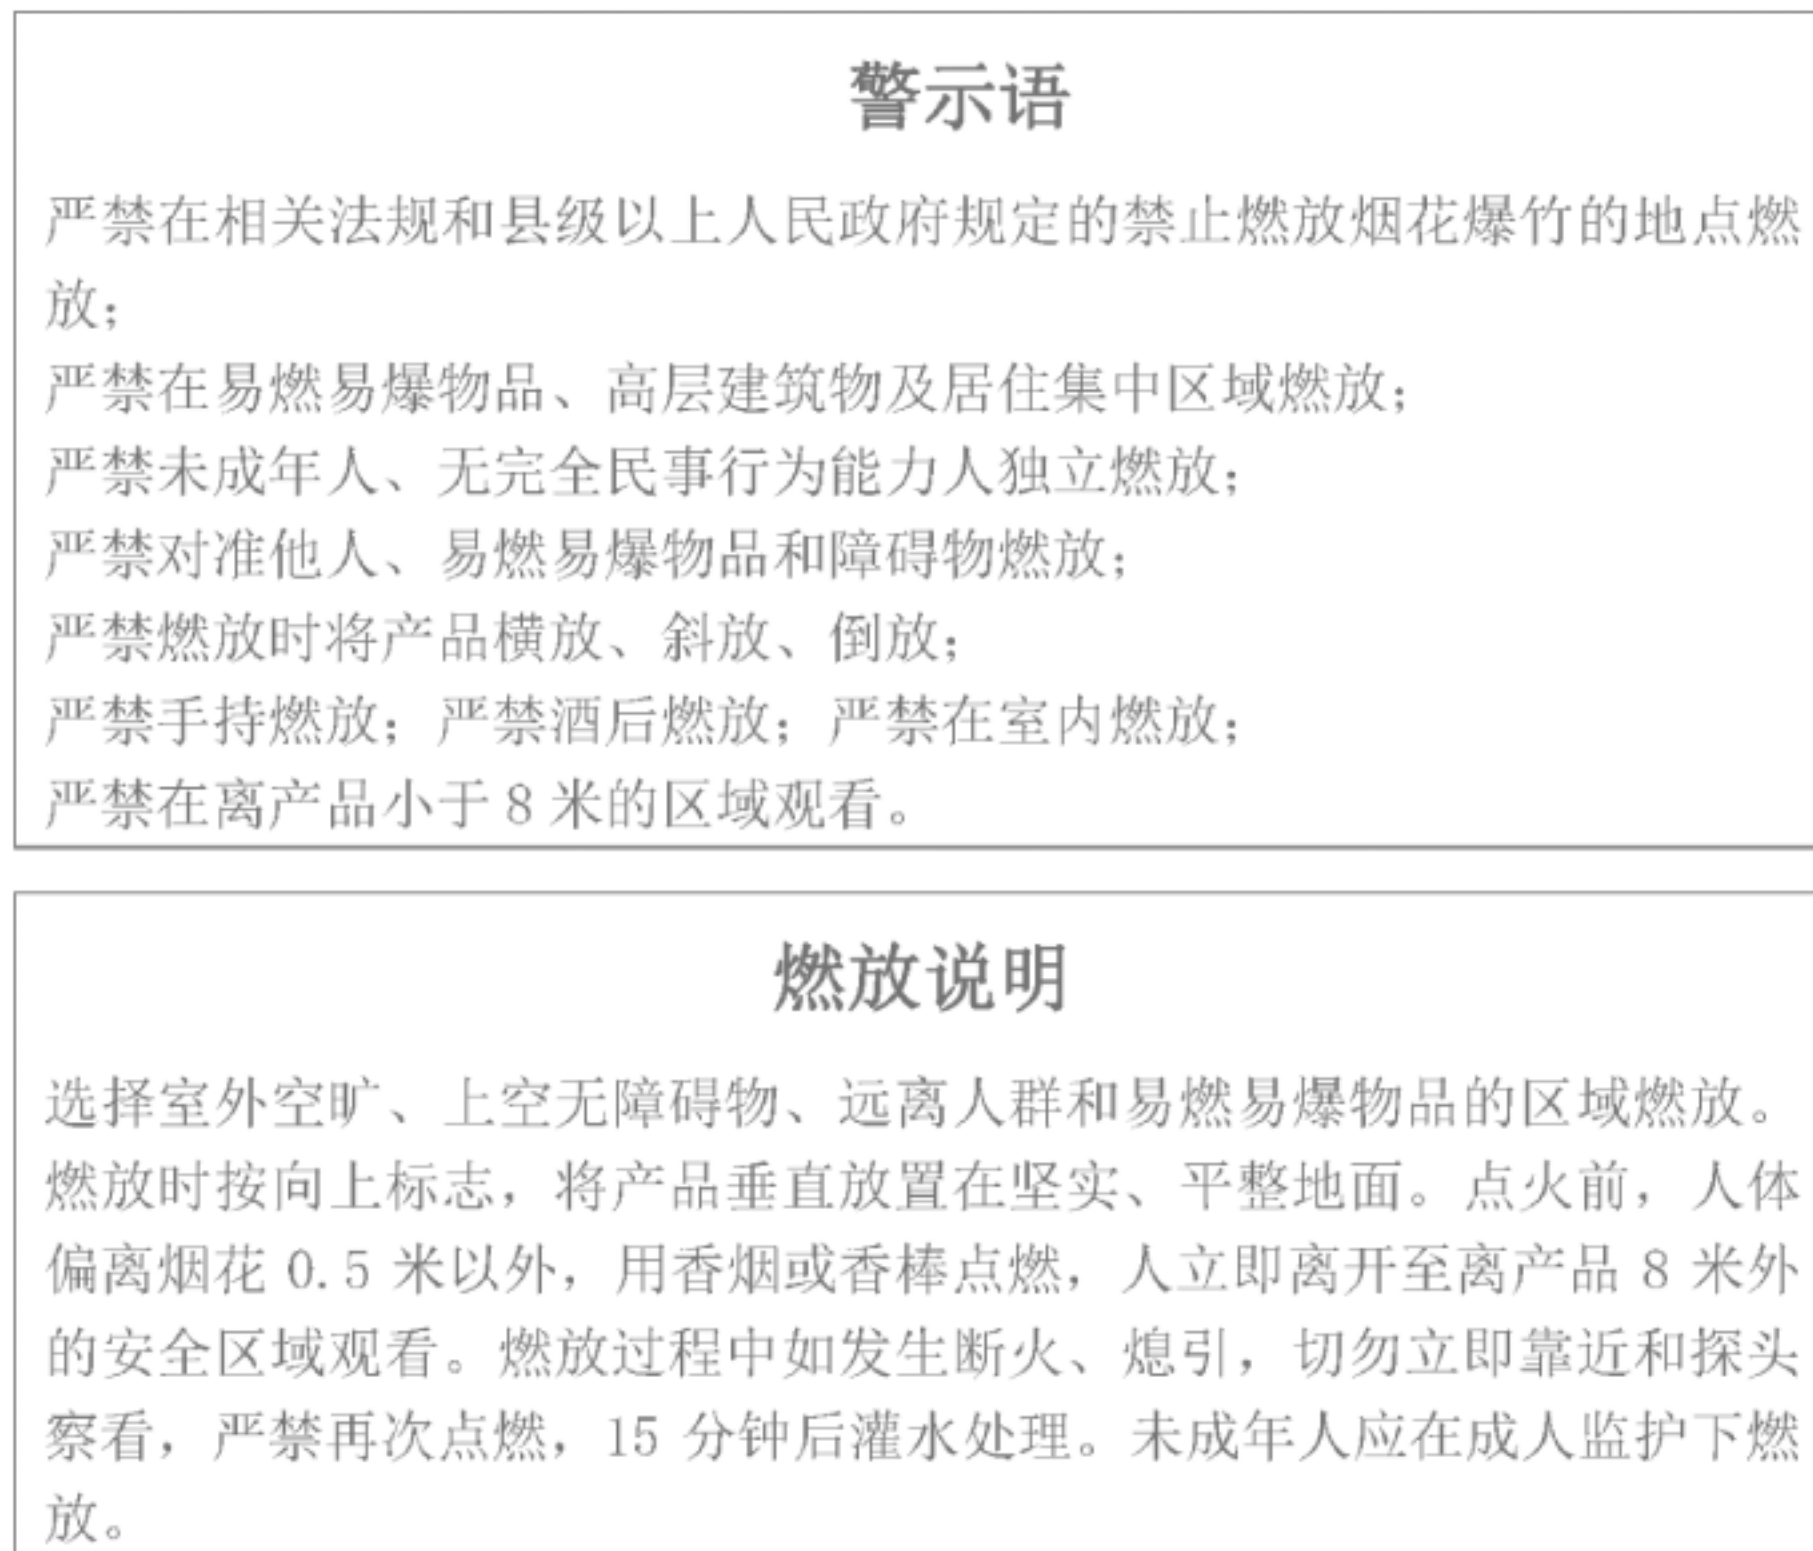 警示语
严禁在相关法规和县级以上人民政府规定的禁止燃放烟花爆竹的地点燃
放；
严禁在易燃易爆物品、高层建筑物及居住集中区域燃放；
严禁未成年人、无完全民事行为能力人独立燃放；
严禁对准他人、易燃易爆物品和障碍物燃放；
严禁燃放时将产品横放、斜放、倒放；
严禁手持燃放；严禁酒后燃放；严禁在室内燃放；
严禁在离产品小于 8 米的区域观看。
燃放说明
选择室外空旷、上空无障碍物、远离人群和易燃易爆物品的区域燃放。
燃放时按向上标志，将产品垂直放置在坚实、平整地面。点火前，人体
偏离烟花 0.5 米以外，用香烟或香棒点燃，人立即离开至离产品 8 米外
的安全区域观看。燃放过程中如发生断火、熄引，切勿立即靠近和探头
察看，严禁再次点燃，15 分钟后灌水处理。未成年人应在成人监护下燃
放。